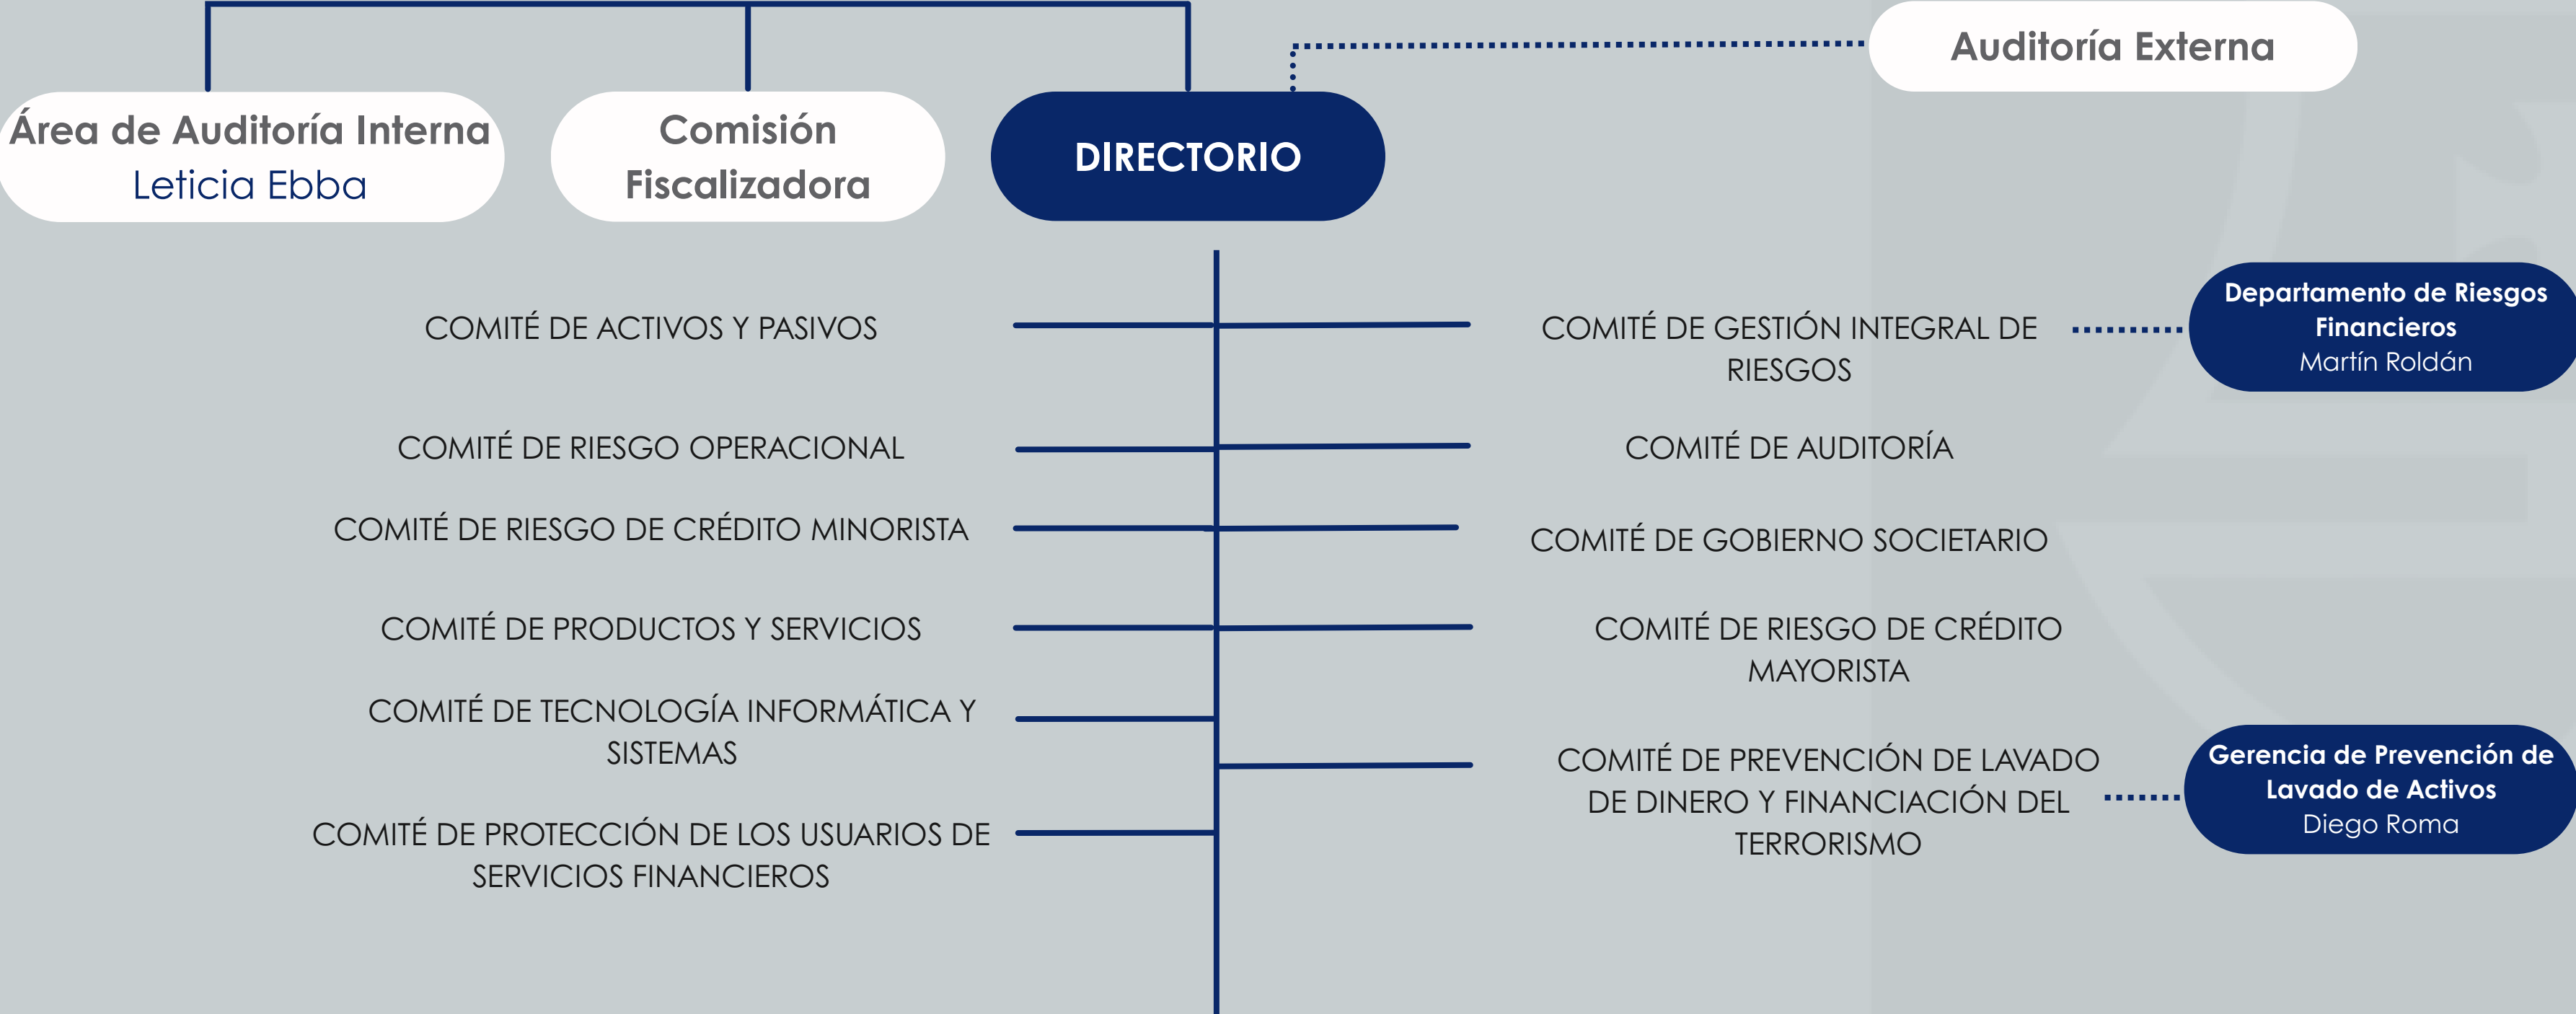 Auditoría Externa
Área de Auditoría Interna
Leticia Ebba
Comisión
Fiscalizadora
DIRECTORIO
COMITÉ DE ACTIVOS Y PASIVOS
COMITÉ DE RIESGO OPERACIONAL
COMITÉ DE RIESGO DE CRÉDITO MINORISTA
COMITÉ DE PRODUCTOS Y SERVICIOS
COMITÉ DE TECNOLOGÍA INFORMÁTICA Y
SISTEMAS
COMITÉ DE PROTECCIÓN DE LOS USUARIOS DE
SERVICIOS FINANCIEROS
COMITÉ DE GESTIÓN INTEGRAL DE
RIESGOS
COMITÉ DE AUDITORÍA
COMITÉ DE GOBIERNO SOCIETARIO
COMITÉ DE RIESGO DE CRÉDITO
MAYORISTA
COMITÉ DE PREVENCIÓN DE LAVADO
DE DINERO Y FINANCIACIÓN DEL
TERRORISMO
Departamento de Riesgos
Financieros
Martín Roldán
Gerencia de Prevención de
Lavado de Activos
Diego Roma